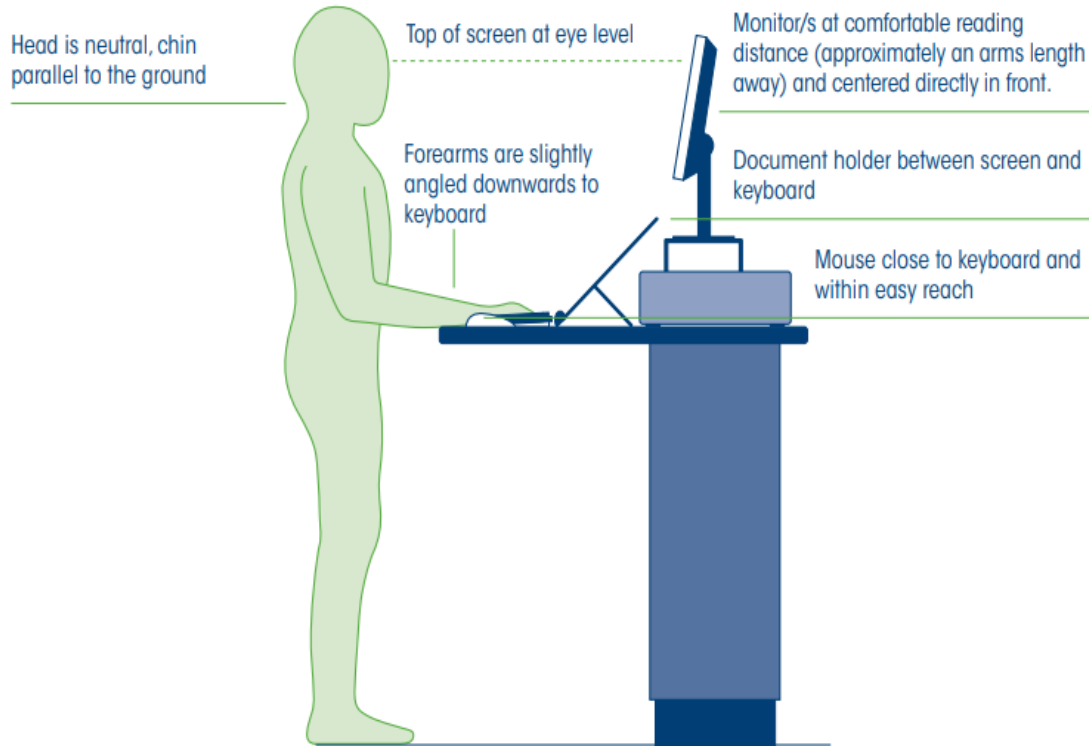 Head is neutral, chin
parallel to the ground
Top of screen at eye level
Monitor/s at comfortable reading
distance (approximately an arms length
away) and centered directly in front.
Forearms are slightly
angled downwards to
keyboard
Document holder between screen and
keyboard
Mouse close to keyboard and
within easy reach